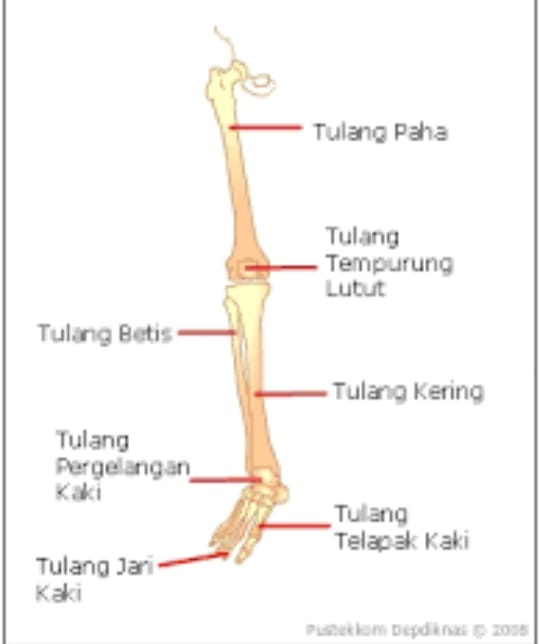 Tulang Paha
Tulang
Tempurung
Lutut
Tulang Betis
Tulang Kering
Tulang
Pergelangan
Kaki
Tulang
Telapak Kaki
Tulang Jari
Kaki
Pustekkom Depdiknas © 2008